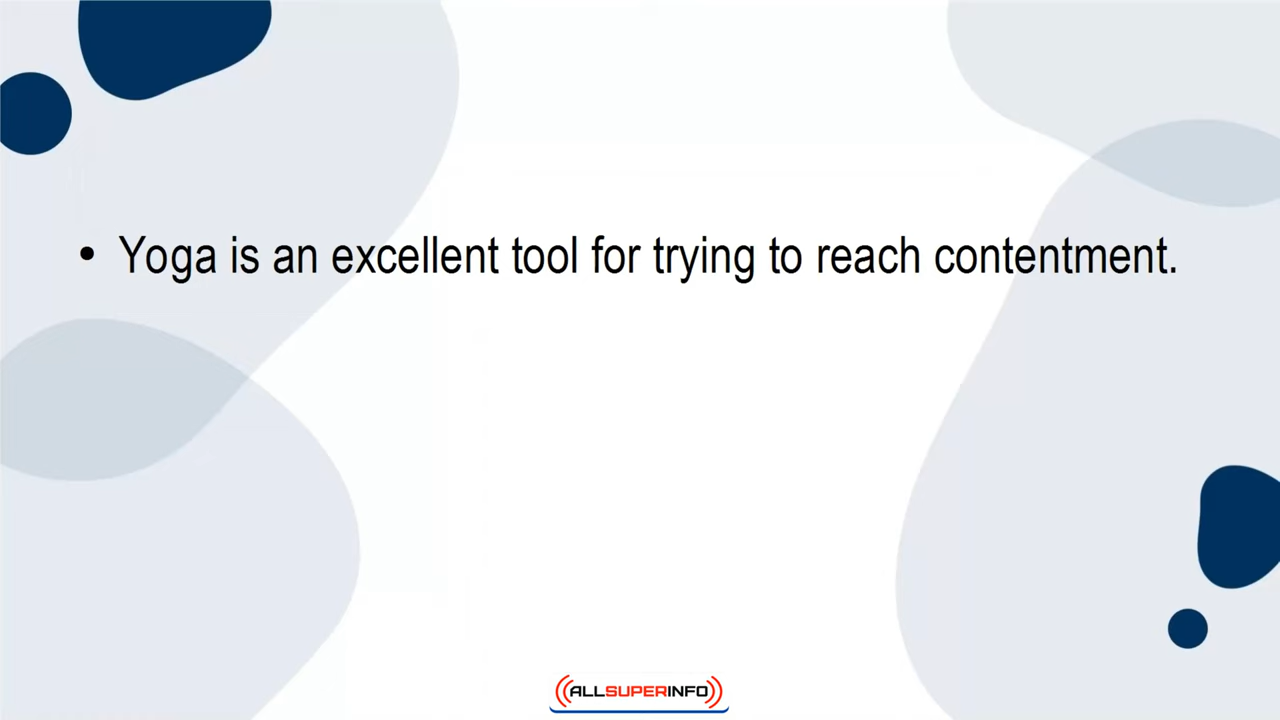 • Yoga is an excellent tool for trying to reach contentment.
ALLSUPERINFO